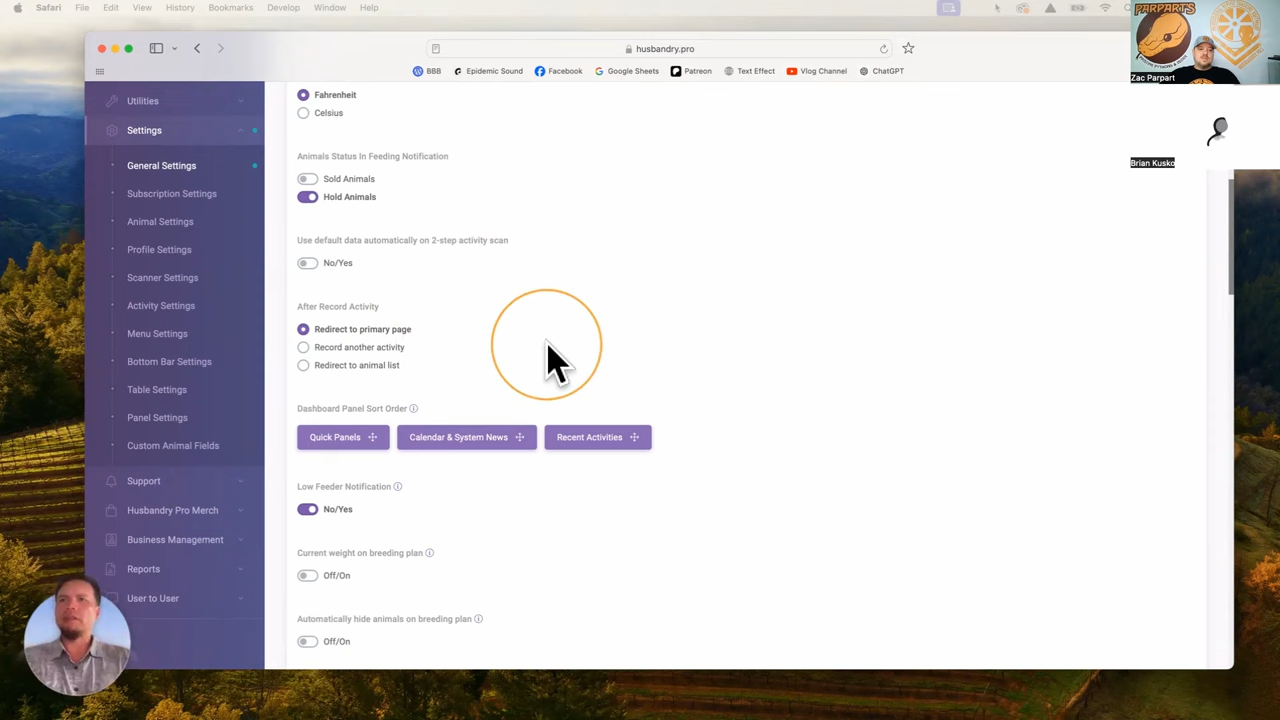 Safari File Edit View History Bookmarks Develop Window Help
husbandry.pro
BBB Epidemic Sound Facebook Google Sheets Patreon Text Effect Vlog Channel ChatGPT
PARPARTS
Zac Parpart
Brian Kusko
Utilities
Settings
General Settings
Subscription Settings
Animal Settings
Profile Settings
Scanner Settings
Activity Settings
Menu Settings
Bottom Bar Settings
Table Settings
Panel Settings
Custom Animal Fields
Support
Husbandry Pro Merch
Business Management
Reports
User to User
Fahrenheit
Celsius
Animals Status In Feeding Notification
Sold Animals
Hold Animals
Use default data automatically on 2-step activity scan
No/Yes
After Record Activity
Redirect to primary page
Record another activity
Redirect to animal list
Dashboard Panel Sort Order
Quick Panels Calendar & System News Recent Activities
Low Feeder Notification
No/Yes
Current weight on breeding plan
Off/On
Automatically hide animals on breeding plan
Off/On